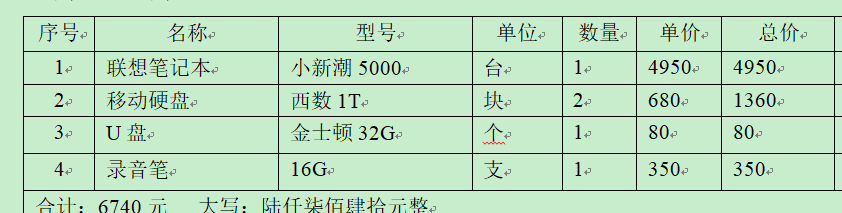 序号 名称 型号 单位 数量 单价 总价
1 联想笔记本 小新潮 5000 台 1 4950 4950
2 移动硬盘 西数 1T 块 2 680 1360
3 U 盘 金士顿 32G 个 1 80 80
4 录音笔 16G 支 1 350 350
合计：6740 元 大写：陆仟柒佰肆拾元整